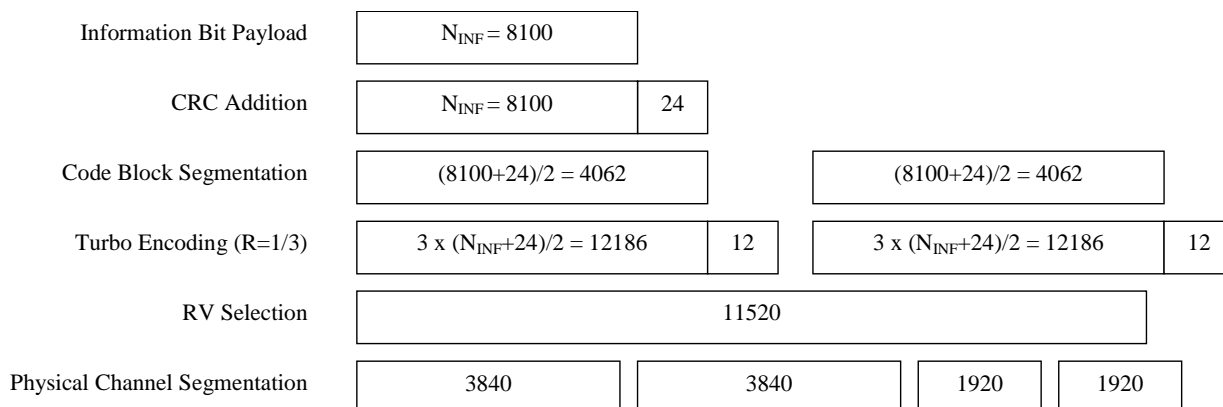 Information Bit Payload N_INF = 8100
CRC Addition N_INF = 8100 24
Code Block Segmentation (8100+24)/2 = 4062 (8100+24)/2 = 4062
Turbo Encoding (R=1/3) 3 x (N_INF+24)/2 = 12186 12 3 x (N_INF+24)/2 = 12186 12
RV Selection 11520
Physical Channel Segmentation 3840 3840 1920 1920